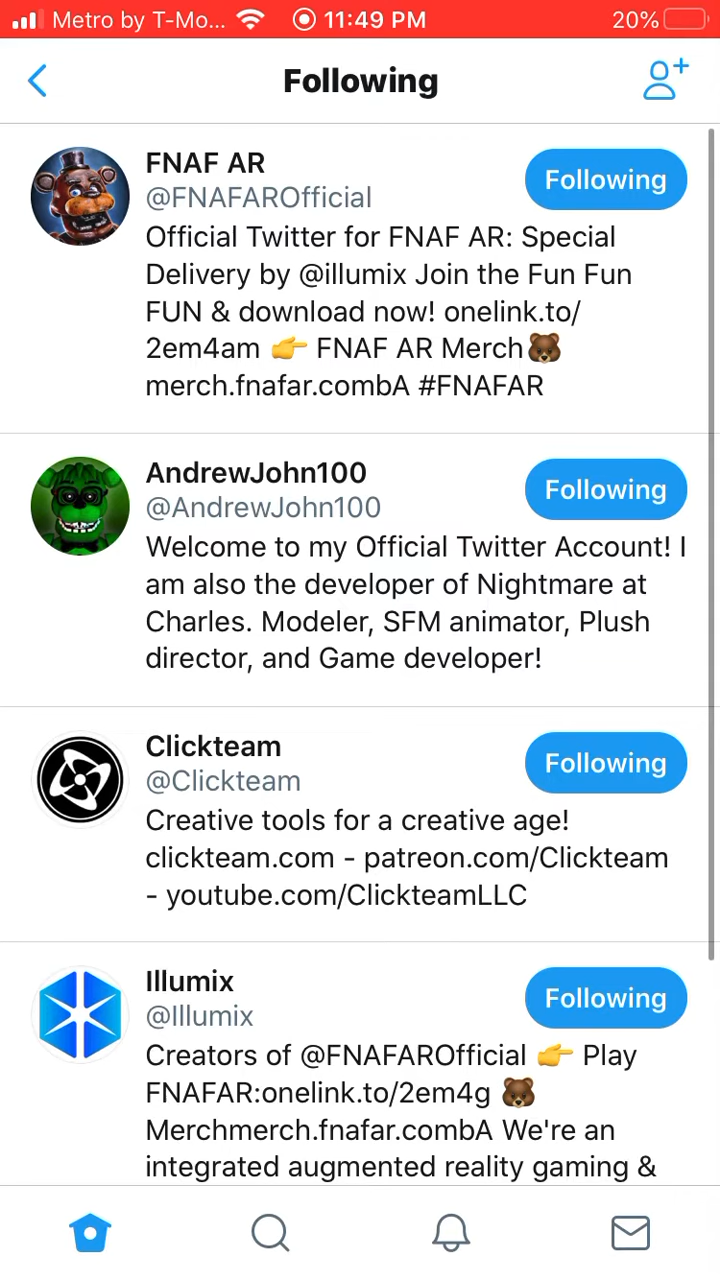 Metro by T-Mo... 11:49 PM 20%
Following
FNAF AR
@FNAFAROfficial
Following
Official Twitter for FNAF AR: Special
Delivery by @illumix Join the Fun Fun
FUN & download now! onelink.to/
2em4am 👉 FNAF AR Merch🐻
merch.fnafar.combA #FNAFAR
AndrewJohn100
@AndrewJohn100
Following
Welcome to my Official Twitter Account! I
am also the developer of Nightmare at
Charles. Modeler, SFM animator, Plush
director, and Game developer!
Clickteam
@Clickteam
Following
Creative tools for a creative age!
clickteam.com - patreon.com/Clickteam
- youtube.com/ClickteamLLC
Illumix
@Illumix
Following
Creators of @FNAFAROfficial 👉 Play
FNAFAR:onelink.to/2em4g 🐻
Merchmerch.fnafar.combA We're an
integrated augmented reality gaming &